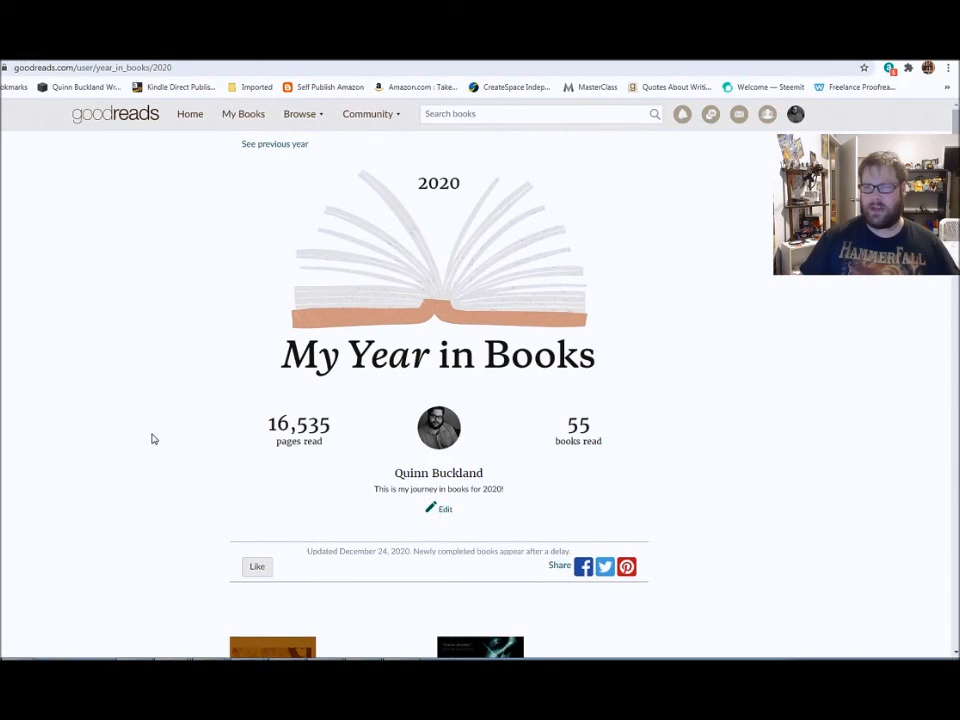 goodreads.com/user/year_in_books/2020
okmarks Quinn Buckland Wr... Kindle Direct Publis... Imported Self Publish Amazon Amazon.com : Take... CreateSpace Indep... MasterClass Quotes About Writi... Welcome — Steemit Freelance Proofrea... »
goodreads Home My Books Browse Community Search books
See previous year
2020
My Year in Books
16,535
pages read
55
books read
Quinn Buckland
This is my journey in books for 2020!
Edit
Updated December 24, 2020. Newly completed books appear after a delay.
Like
Share
HAMMERFALL